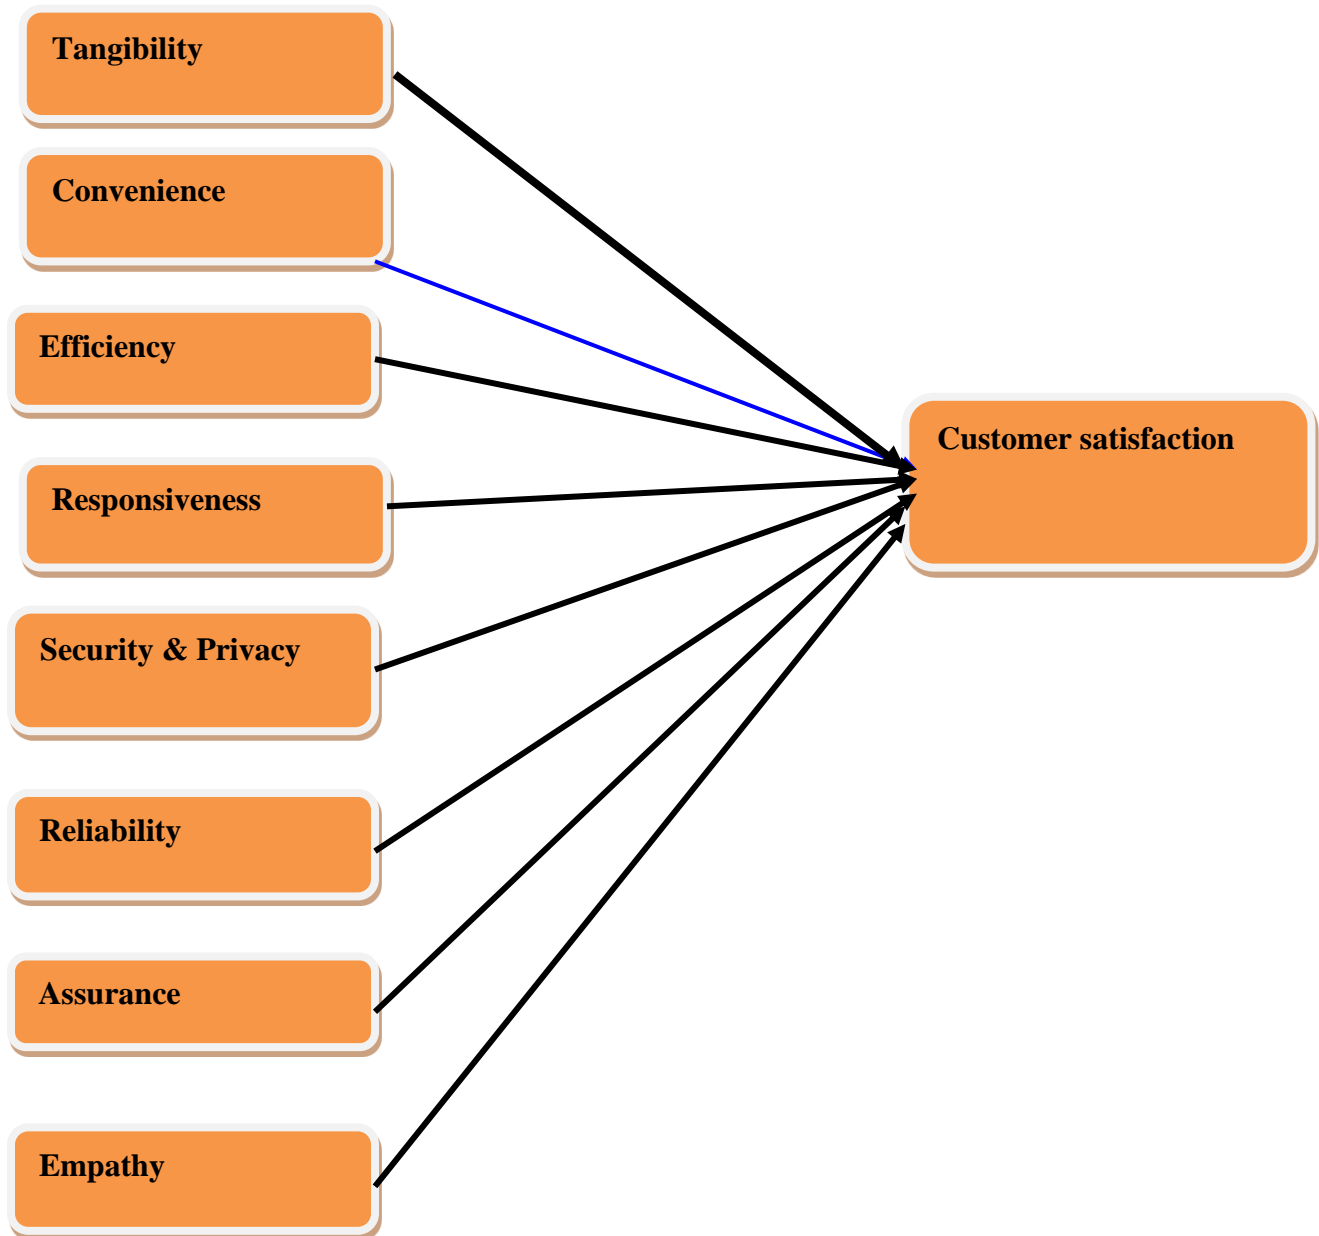 Tangibility
Convenience
Efficiency
Customer satisfaction
Responsiveness
Security & Privacy
Reliability
Assurance
Empathy